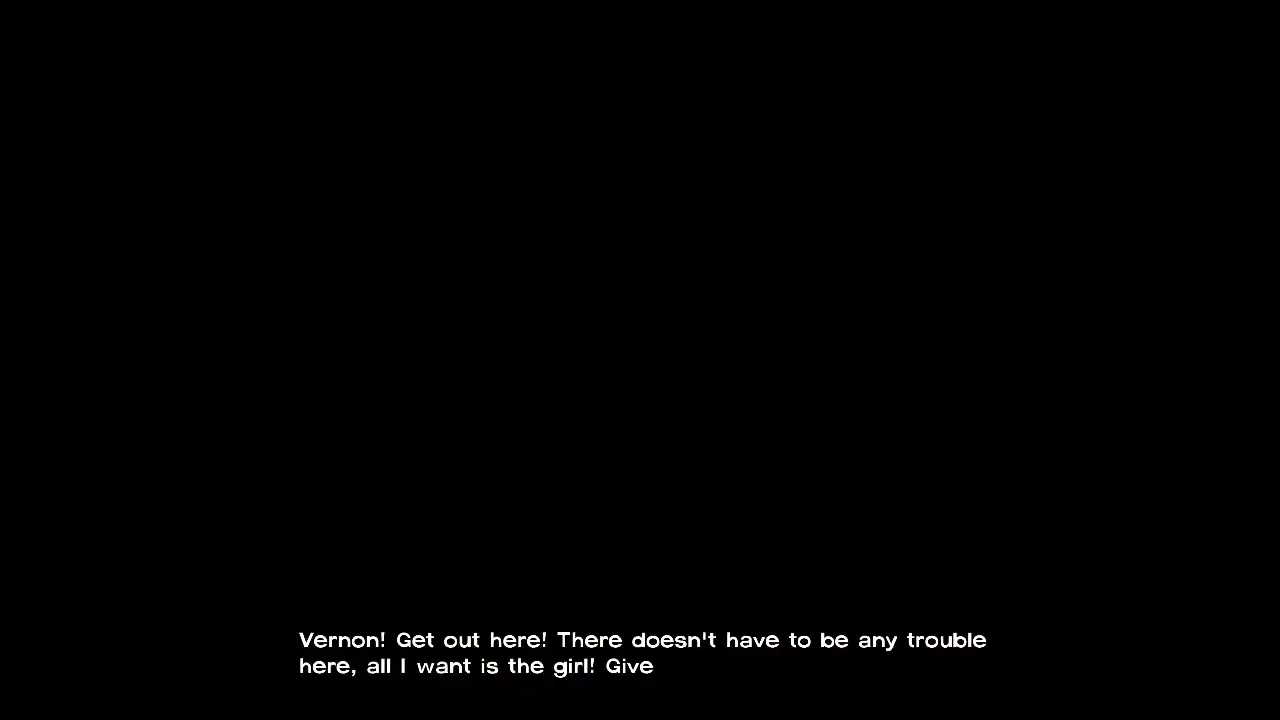 Vernon! Get out here! There doesn't have to be any trouble
here, all I want is the girl! Give